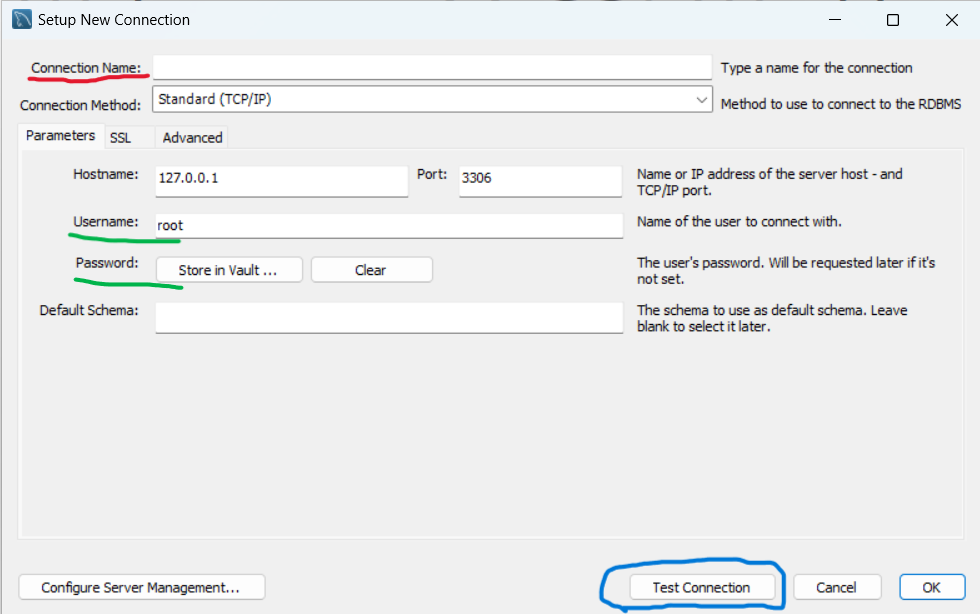 Setup New Connection
Connection Name:
Type a name for the connection
Connection Method:
Standard (TCP/IP)
Method to use to connect to the RDBMS
Parameters
SSL
Advanced
Hostname:
127.0.0.1
Port:
3306
Name or IP address of the server host - and
TCP/IP port.
Username:
root
Name of the user to connect with.
Password:
Store in Vault ...
Clear
The user's password. Will be requested later if it's
not set.
Default Schema:
The schema to use as default schema. Leave
blank to select it later.
Configure Server Management...
Test Connection
Cancel
OK